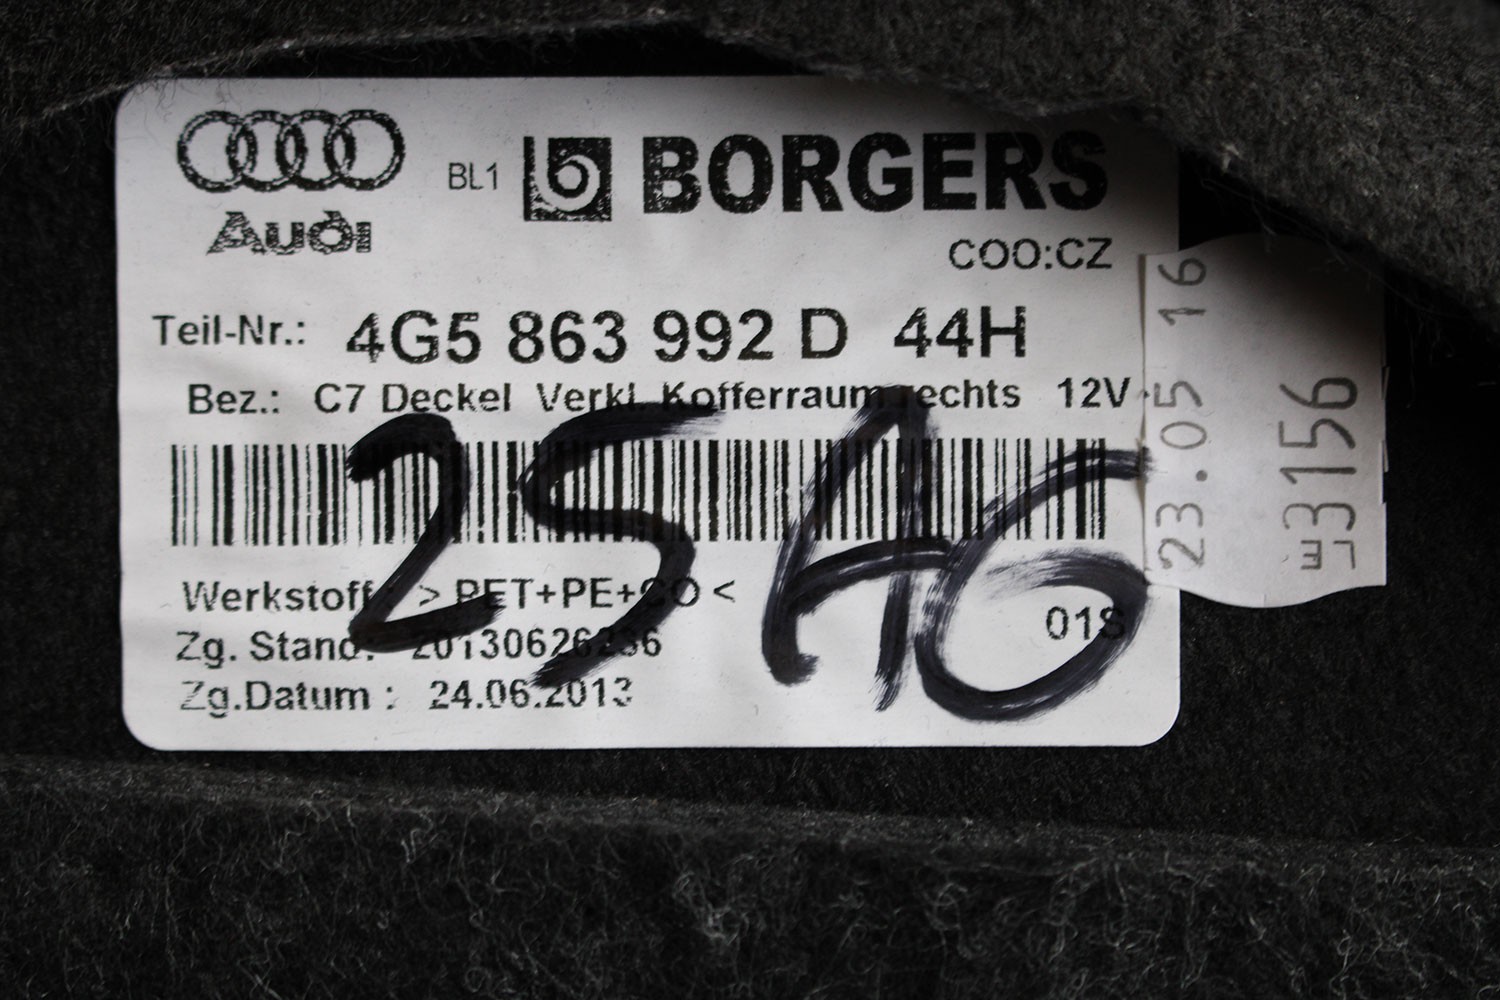 Audi
BL1
BORGERS
COO:CZ
Teil-Nr.: 4G5 863 992 D 44H
Bez.: C7 Deckel Verkl. Kofferraum rechts 12V
Werkstoff: > PET+PE+CO <
Zg. Stand: 20130626236
01S
Zg.Datum : 24.06.2013
25A6
23.05 16
3156